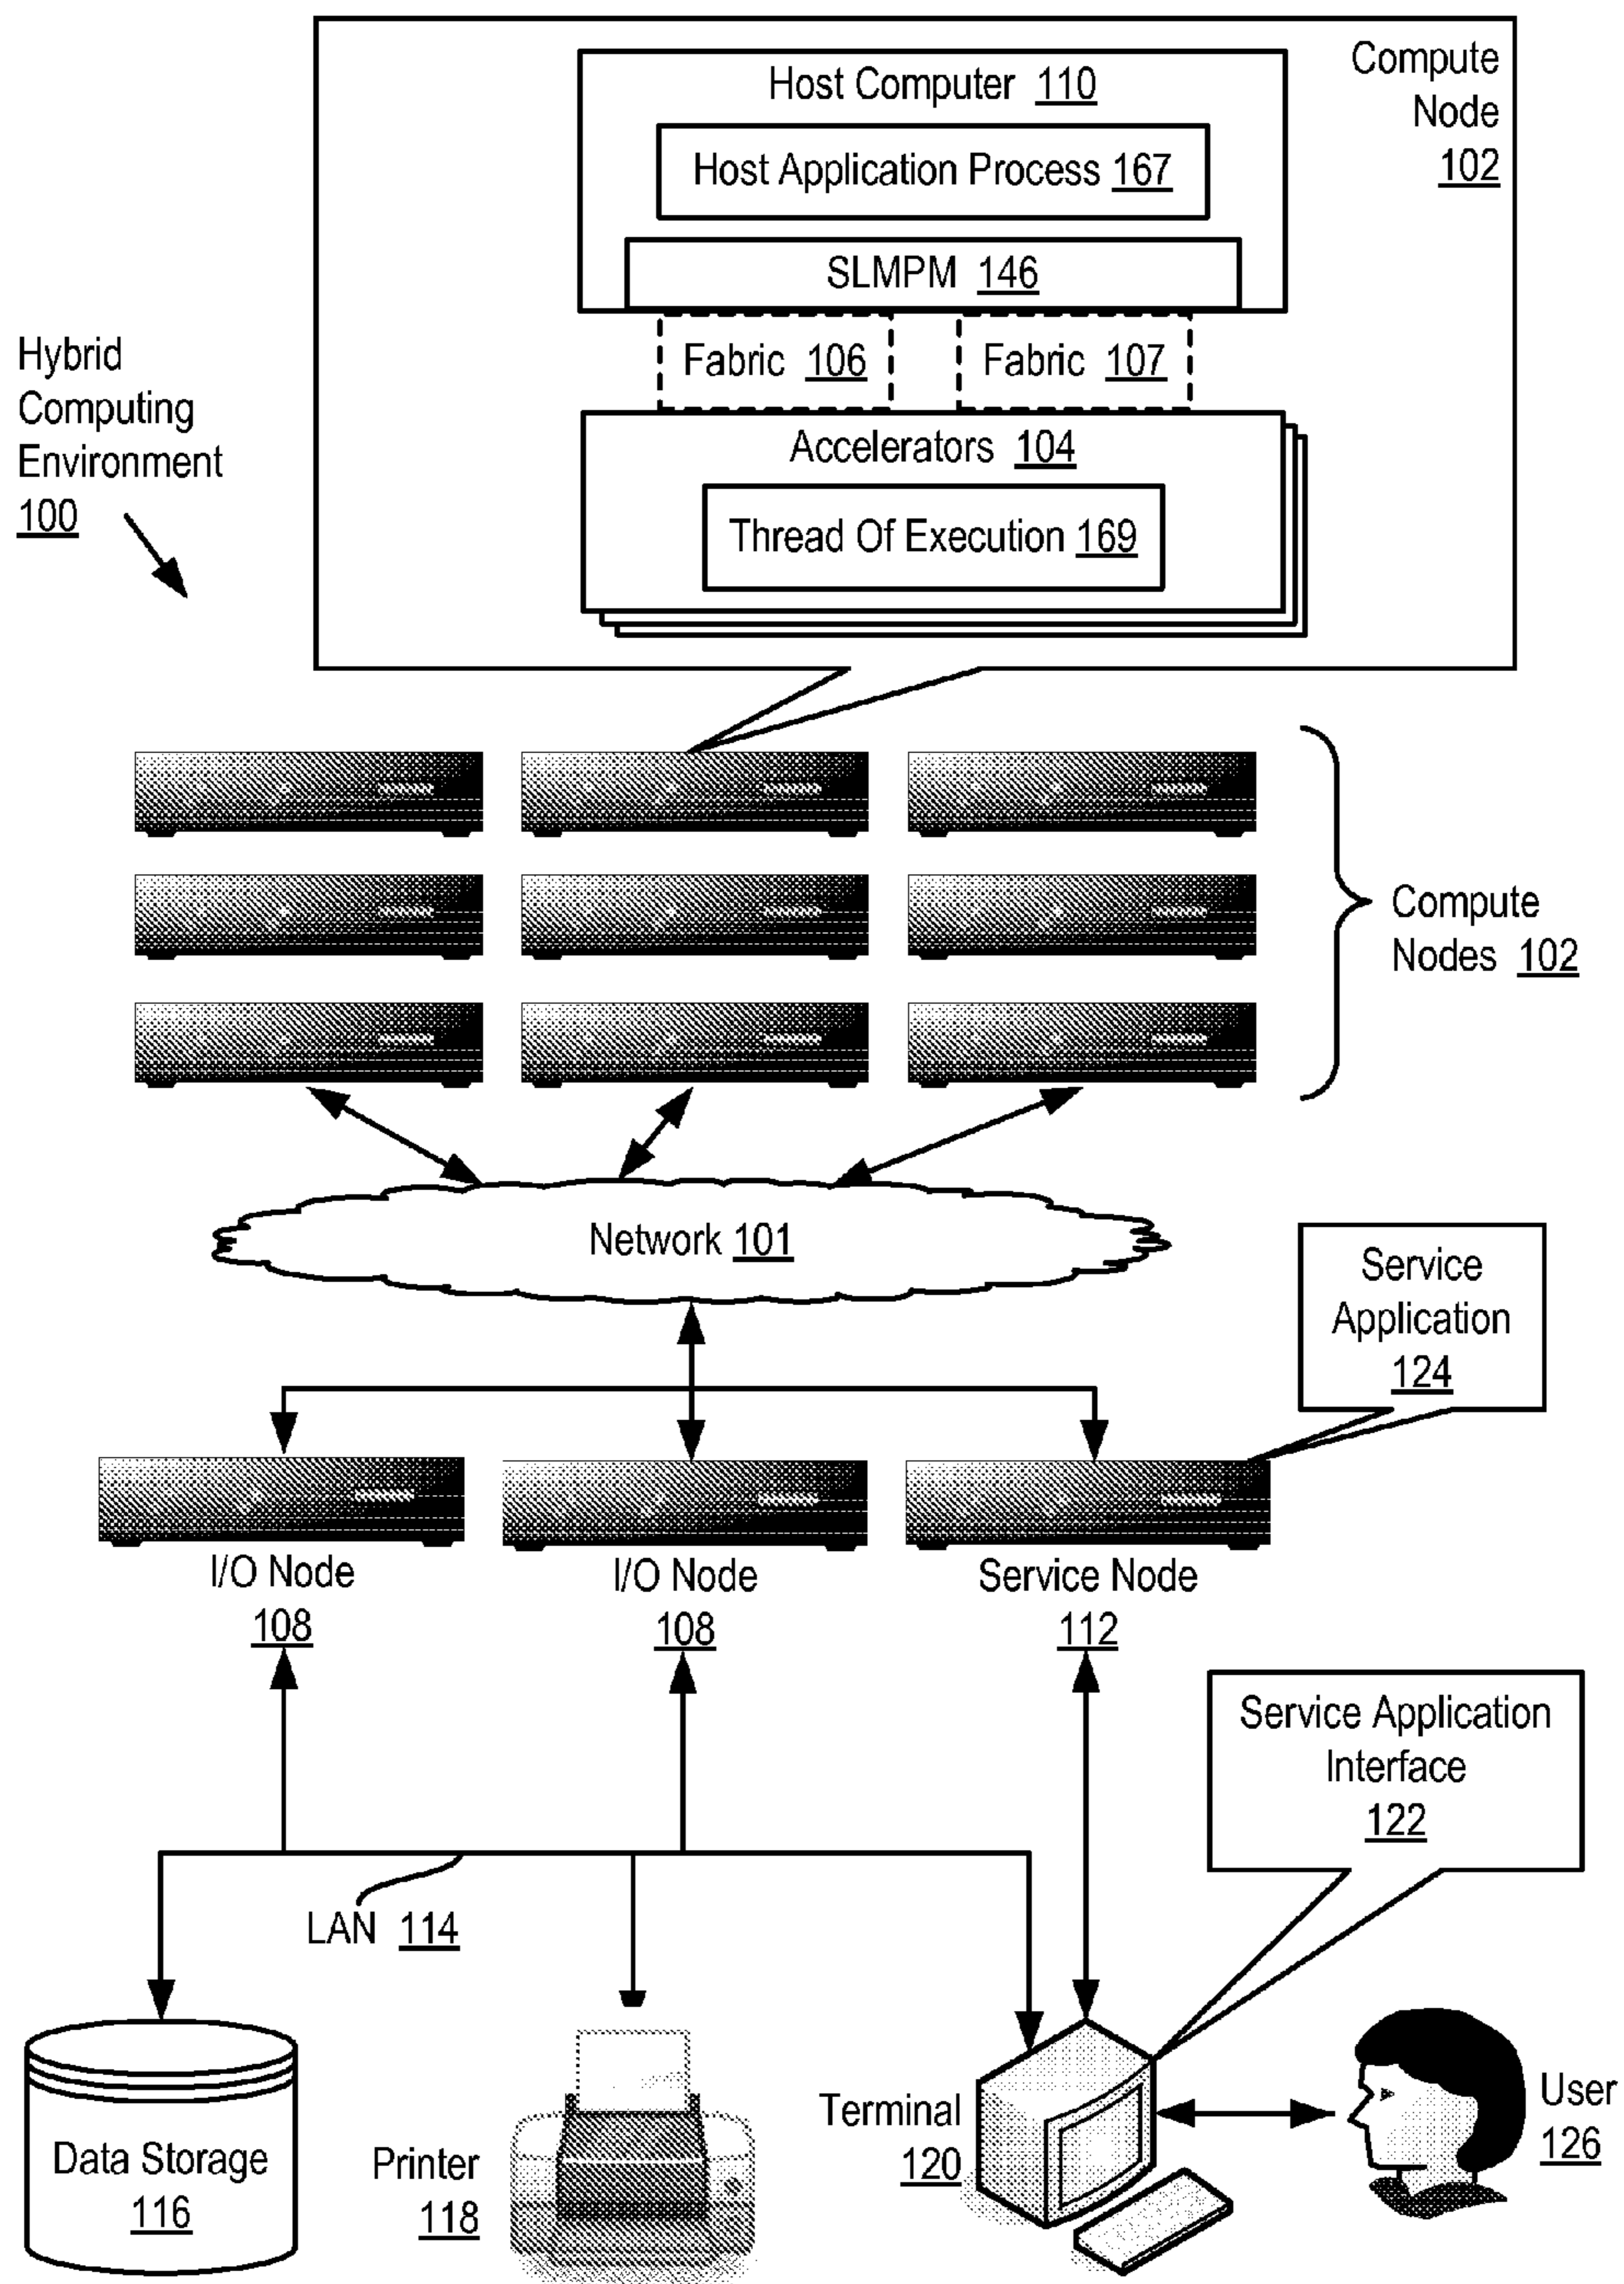 Host Computer 110
Compute
Node
102
Host Application Process 167
SLMPM 146
Fabric 106
Fabric 107
Hybrid
Computing
Environment
100
Accelerators 104
Thread Of Execution 169
Compute
Nodes 102
Network 101
Service
Application
124
I/O Node
108
I/O Node
108
Service Node
112
Service Application
Interface
122
LAN 114
Data Storage
116
Printer
118
Terminal
120
User
126